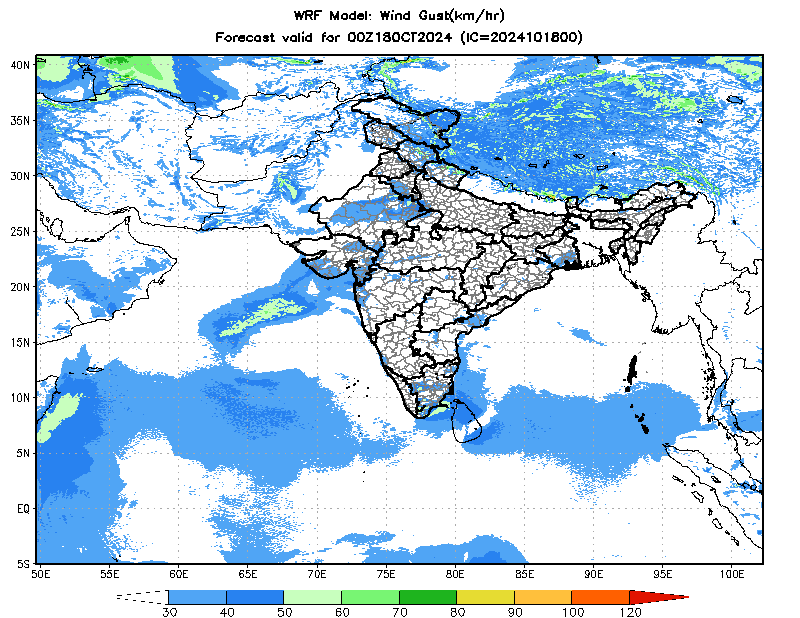 WRF Model: Wind Gust(km/hr)
Forecast valid for 00Z18OCT2024 (IC=2024101800)
40N
35N
30N
25N
20N
15N
10N
5N
EQ
5S
50E 55E 60E 65E 70E 75E 80E 85E 90E 95E 100E
30 40 50 60 70 80 90 100 120